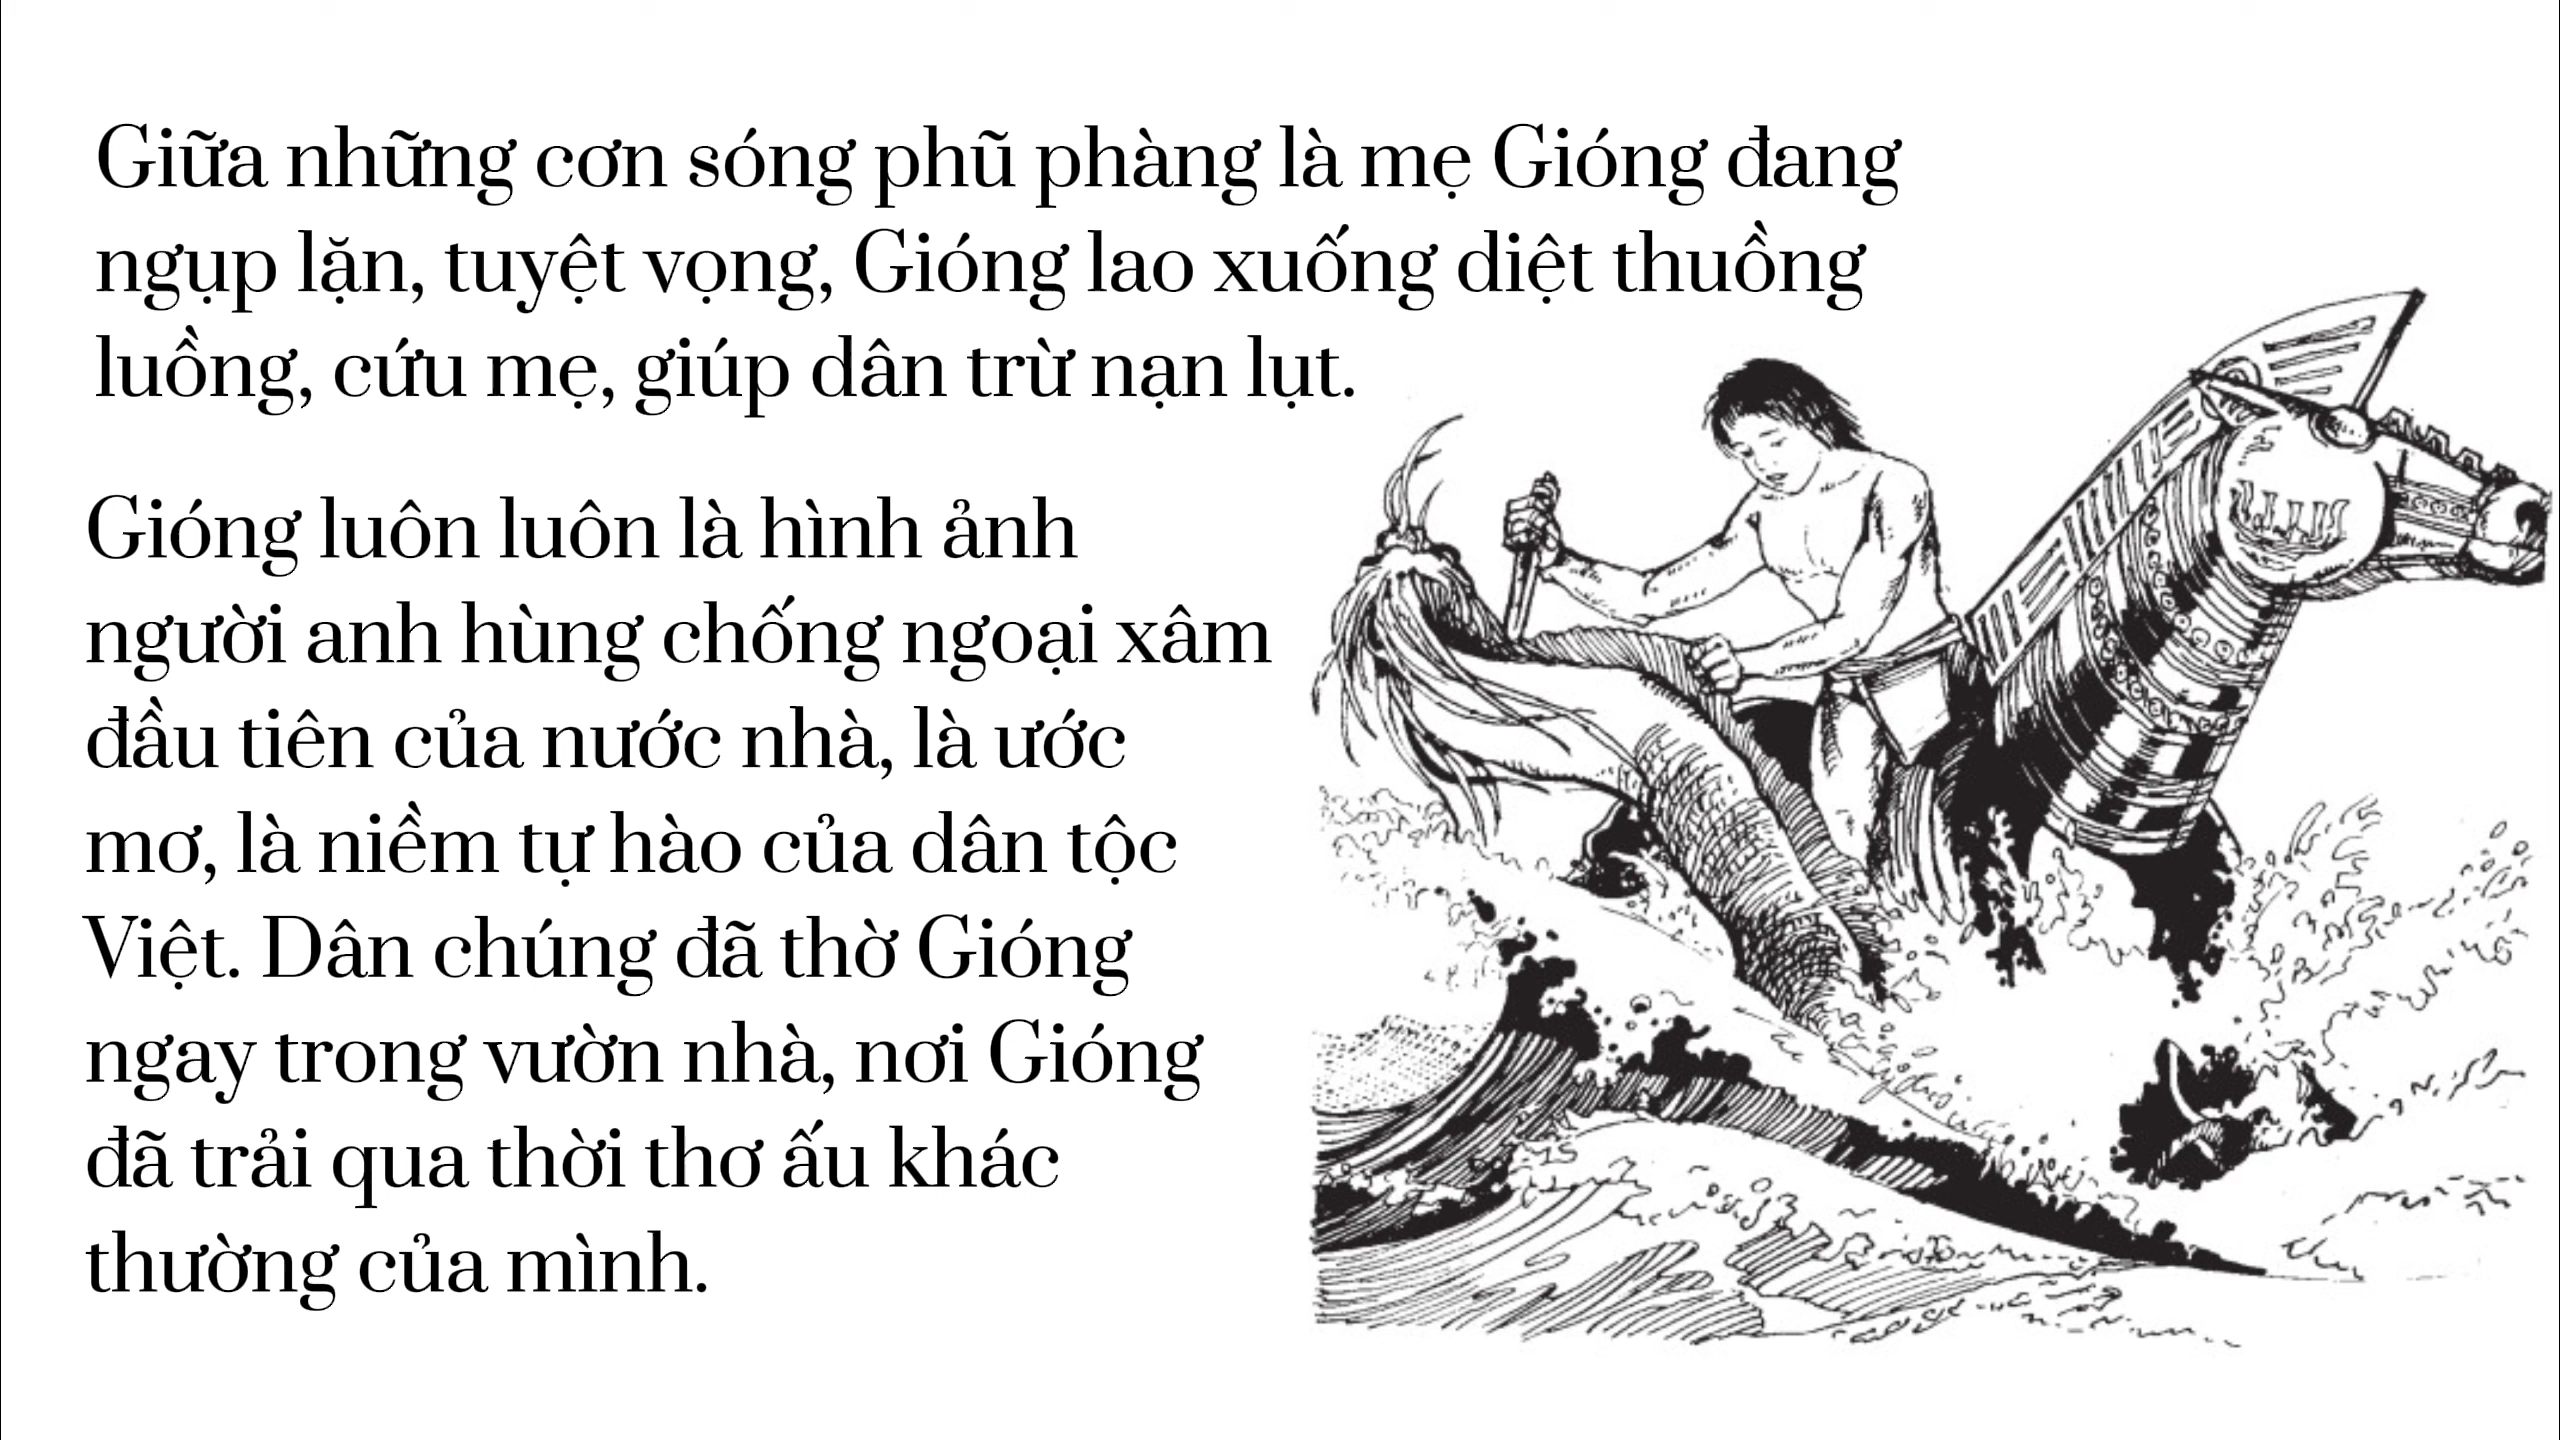 Giữa những cơn sóng phũ phàng là mẹ Gióng đang
ngụp lặn, tuyệt vọng, Gióng lao xuống diệt thuồng
luồng, cứu mẹ, giúp dân trừ nạn lụt.
Gióng luôn luôn là hình ảnh
người anh hùng chống ngoại xâm
đầu tiên của nước nhà, là ước
mơ, là niềm tự hào của dân tộc
Việt. Dân chúng đã thờ Gióng
ngay trong vườn nhà, nơi Gióng
đã trải qua thời thơ ấu khác
thường của mình.